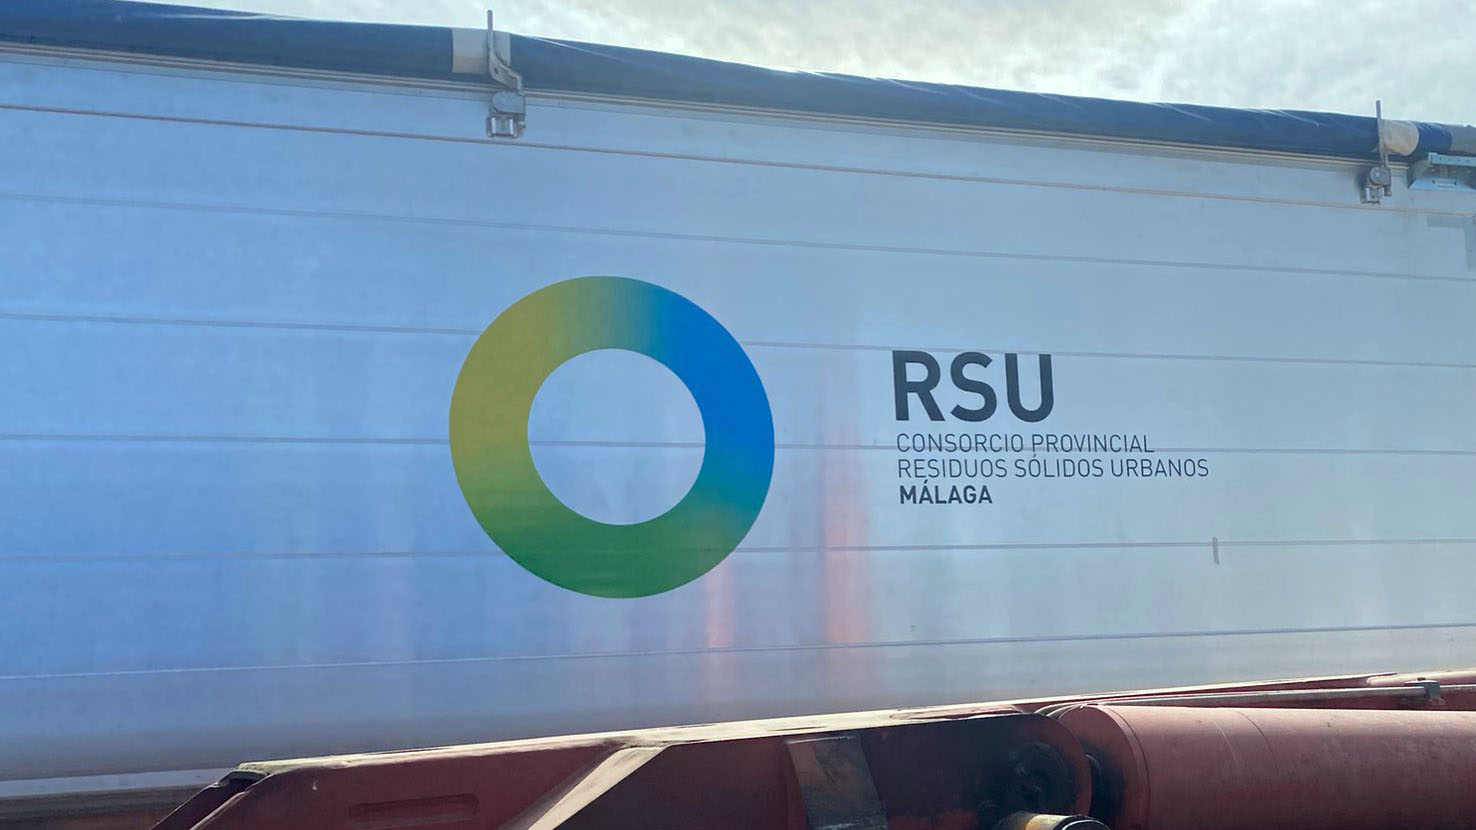 RSU
CONSORCIO PROVINCIAL
RESIDUOS SÓLIDOS URBANOS
MÁLAGA